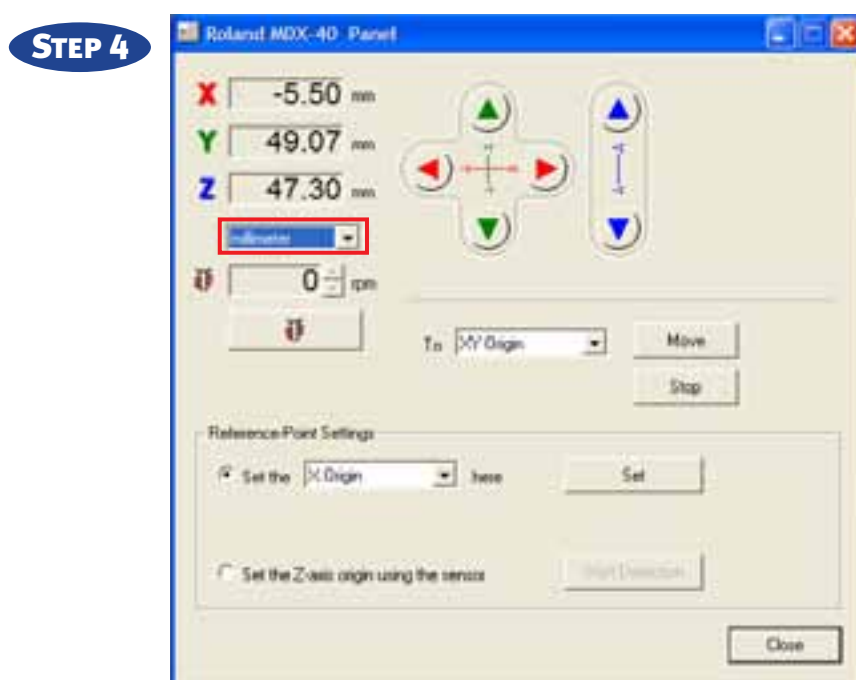 STEP 4
Roland MDX-40 Panel
X -5.50 mm
Y 49.07 mm
Z 47.30 mm
millimeter
0 rpm
To XY Origin Move
Stop
Reference Point Settings
Set the X Origin here Set
Set the Z-axis origin using the sensor Start Detection
Close